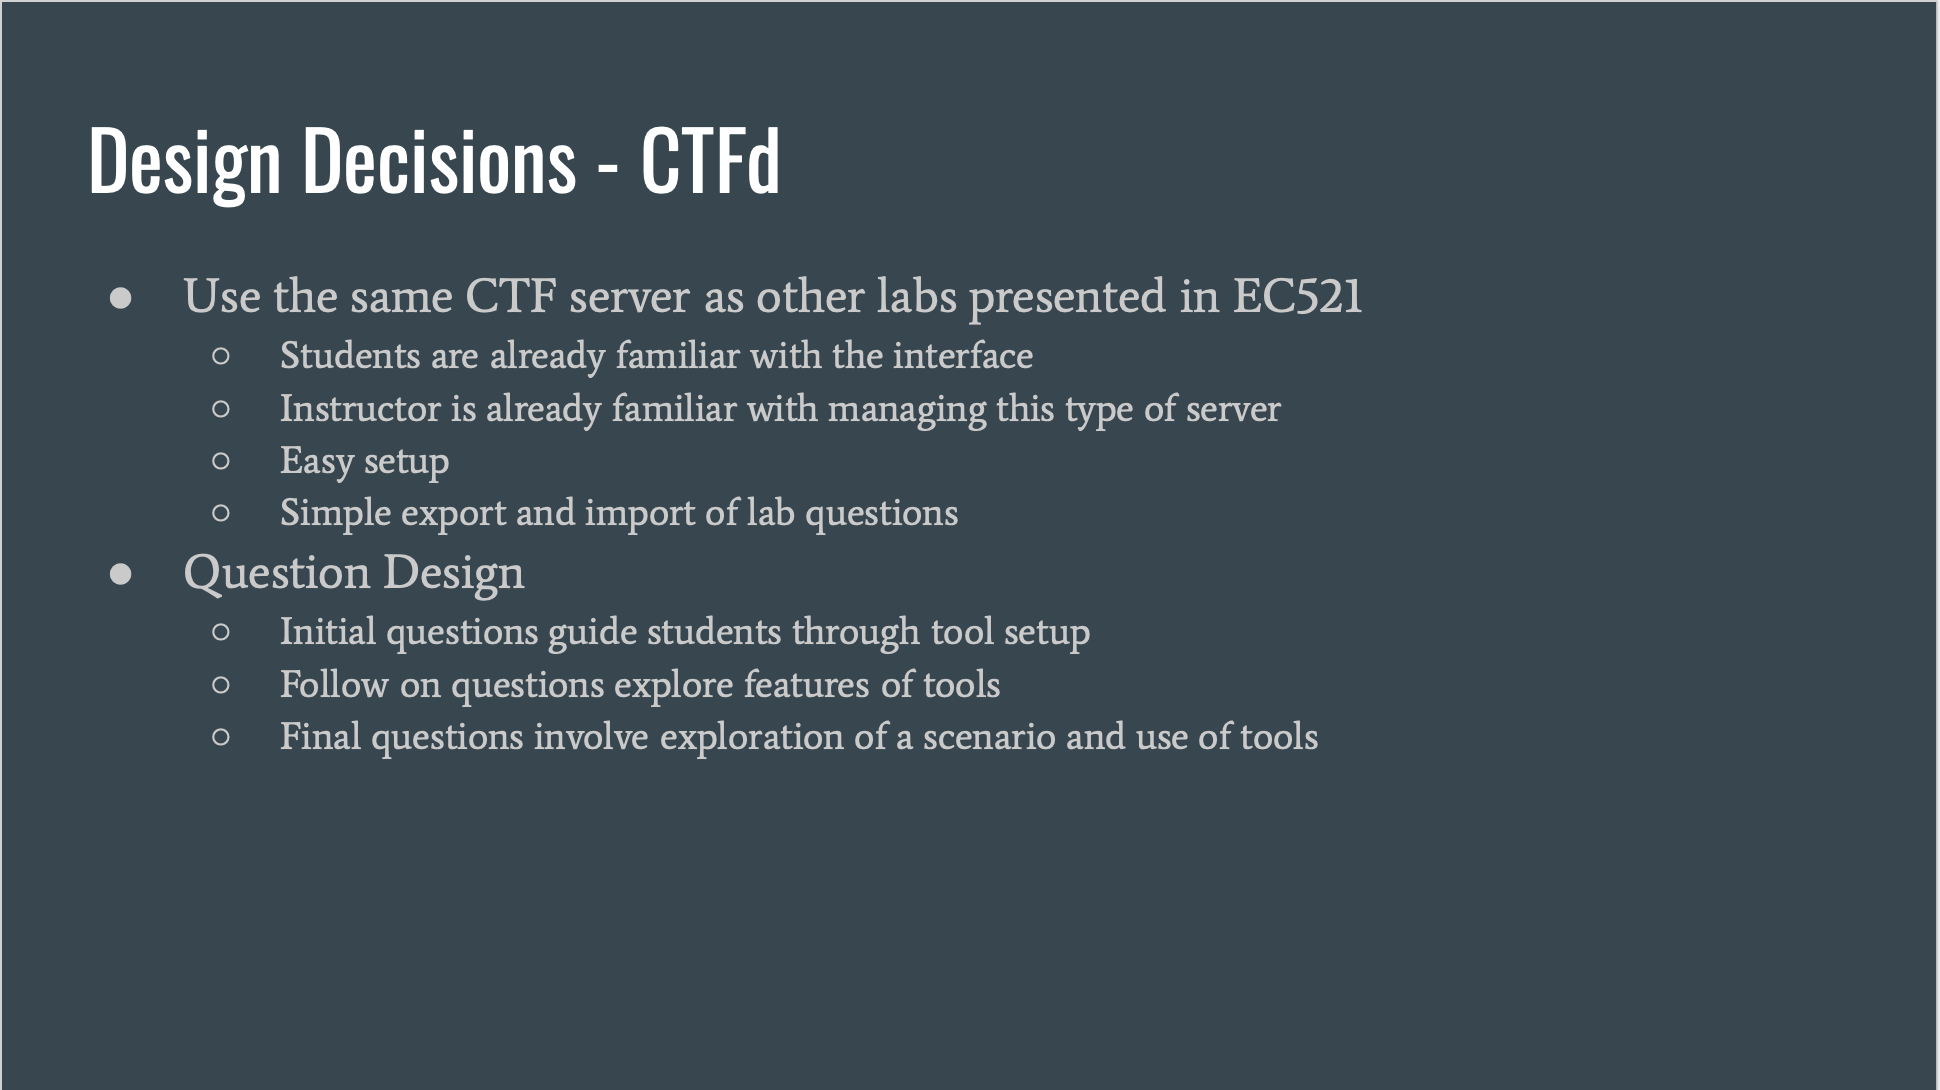 Design Decisions - CTFd
● Use the same CTF server as other labs presented in EC521
○ Students are already familiar with the interface
○ Instructor is already familiar with managing this type of server
○ Easy setup
○ Simple export and import of lab questions
● Question Design
○ Initial questions guide students through tool setup
○ Follow on questions explore features of tools
○ Final questions involve exploration of a scenario and use of tools